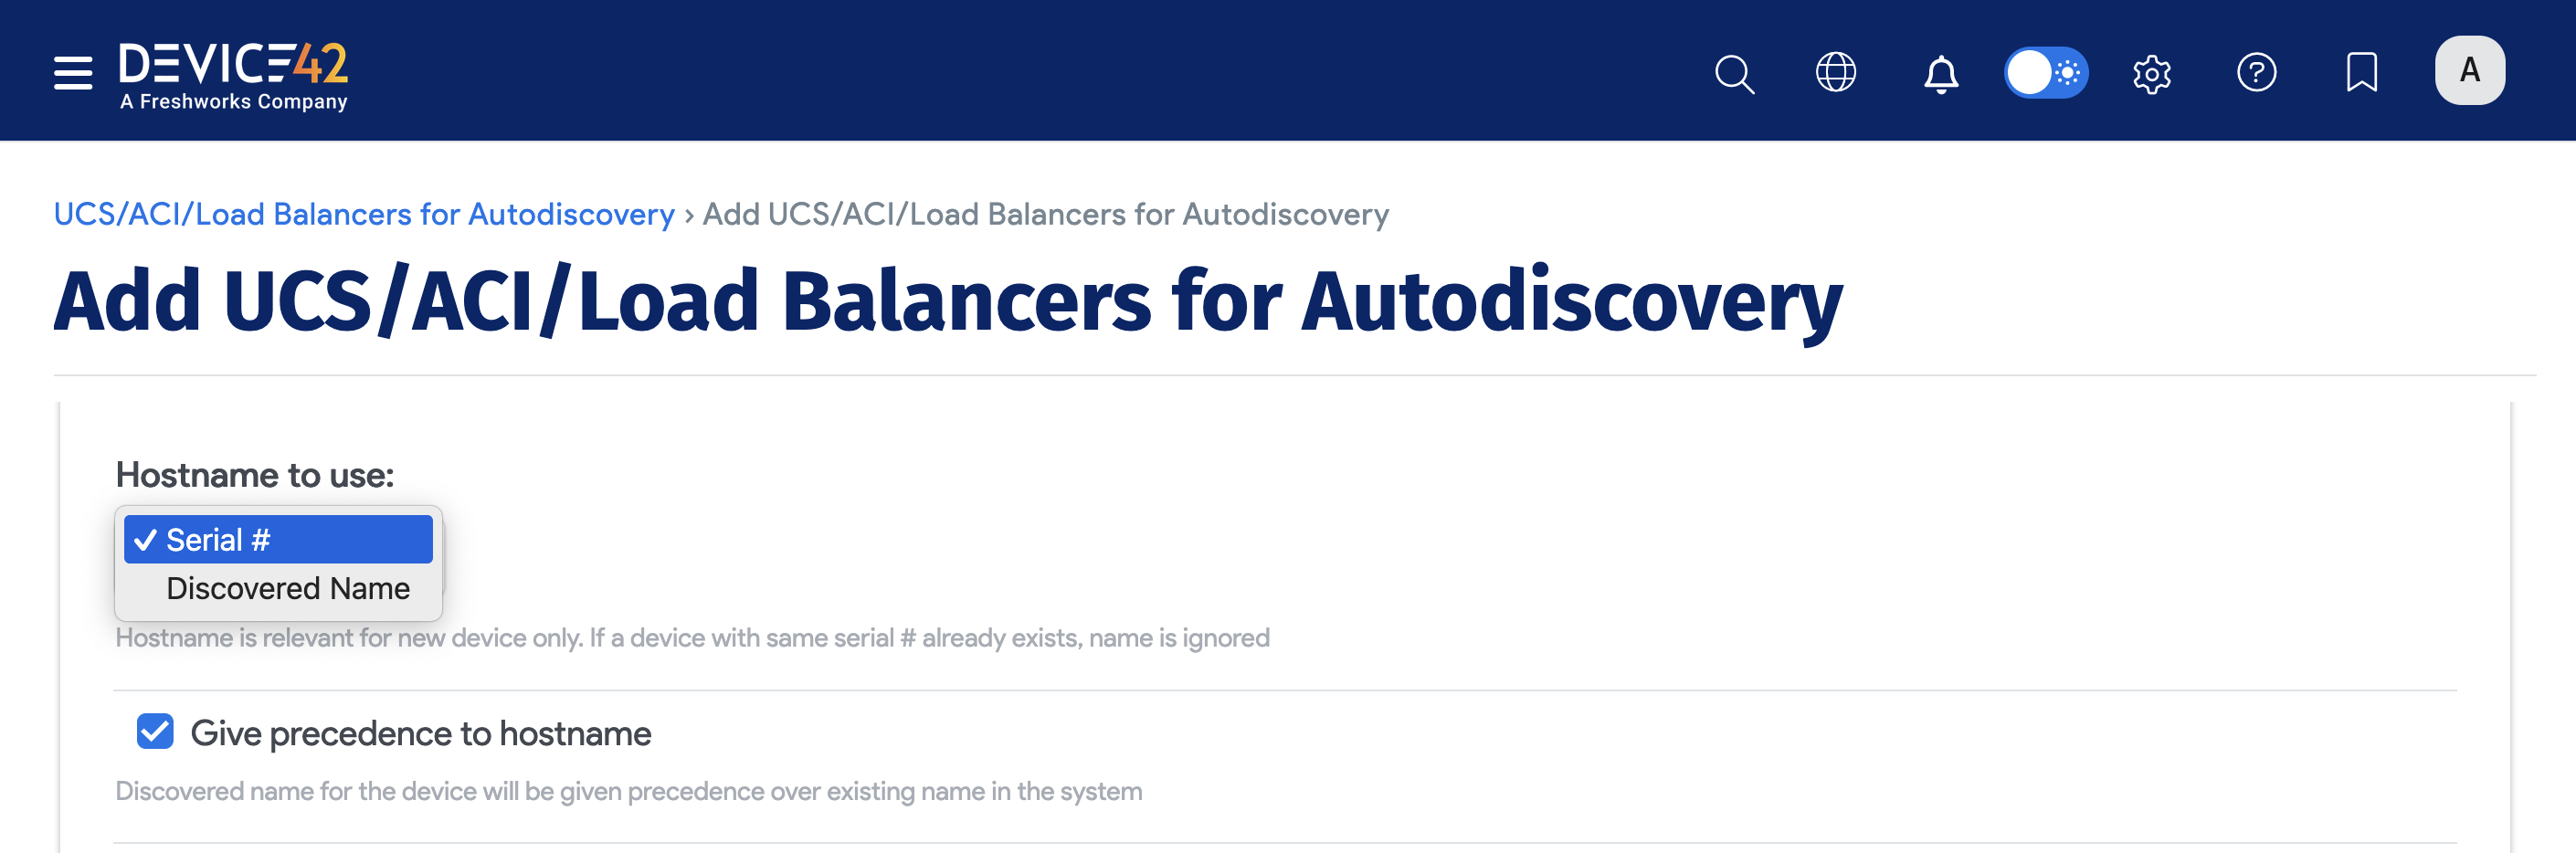 DEVICE42
A Freshworks Company
A
UCS/ACI/Load Balancers for Autodiscovery › Add UCS/ACI/Load Balancers for Autodiscovery
Add UCS/ACI/Load Balancers for Autodiscovery
Hostname to use:
✓ Serial #
Discovered Name
Hostname is relevant for new device only. If a device with same serial # already exists, name is ignored
Give precedence to hostname
Discovered name for the device will be given precedence over existing name in the system